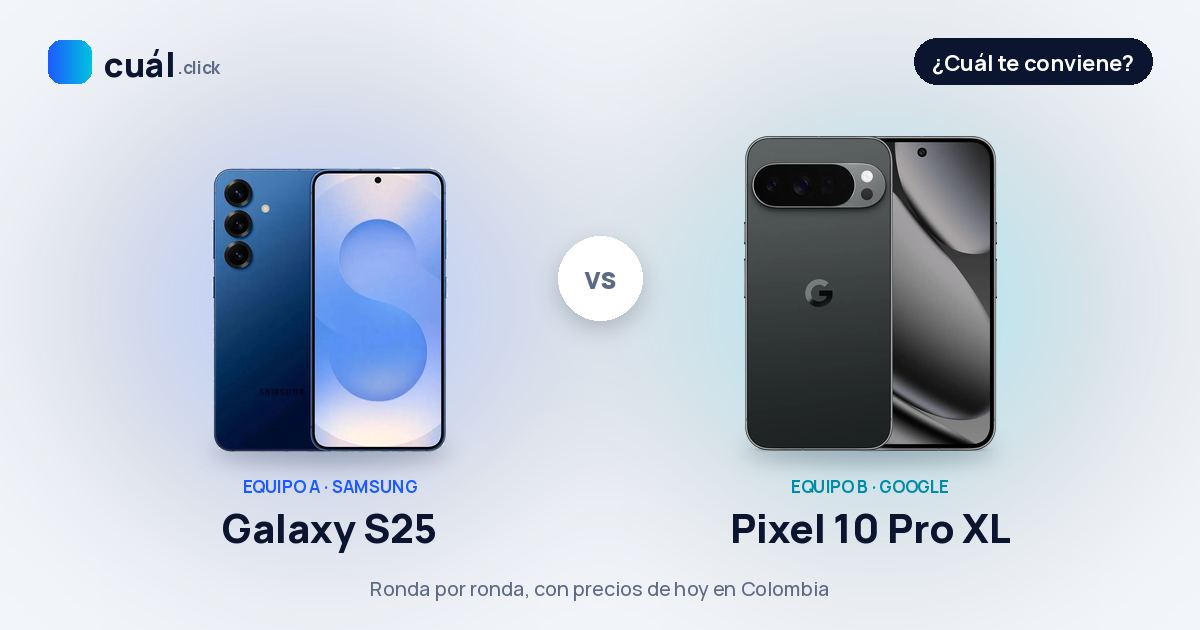 cuál.click
¿Cuál te conviene?
SAMSUNG
vs
EQUIPO A · SAMSUNG
EQUIPO B · GOOGLE
Galaxy S25
Pixel 10 Pro XL
Ronda por ronda, con precios de hoy en Colombia